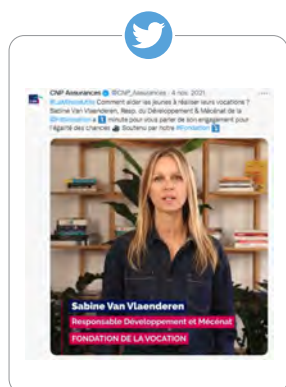 CNP Assurances @CNP_Assurances · 4 nov. 2021
Comment aider les jeunes à réaliser leurs vocations ?
Sabine Van Vlaenderen, Resp. du Développement & Mécénat de la
a 1 minute pour vous parler de son engagement pour
l'égalité des chances Soutenu par notre #Fondation
Sabine Van Vlaenderen
Responsable Développement et Mécénat
FONDATION DE LA VOCATION